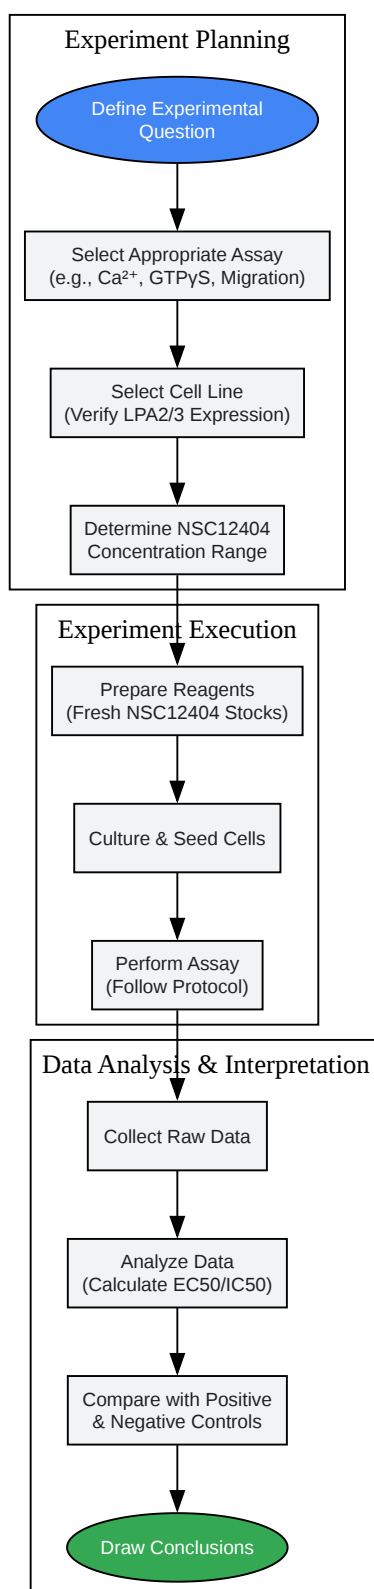 Experiment Planning
Define Experimental
Question
Select Appropriate Assay
(e.g., Ca²⁺, GTPγS, Migration)
Select Cell Line
(Verify LPA2/3 Expression)
Determine NSC12404
Concentration Range
Experiment Execution
Prepare Reagents
(Fresh NSC12404 Stocks)
Culture & Seed Cells
Perform Assay
(Follow Protocol)
Data Analysis & Interpretation
Collect Raw Data
Analyze Data
(Calculate EC50/IC50)
Compare with Positive
& Negative Controls
Draw Conclusions